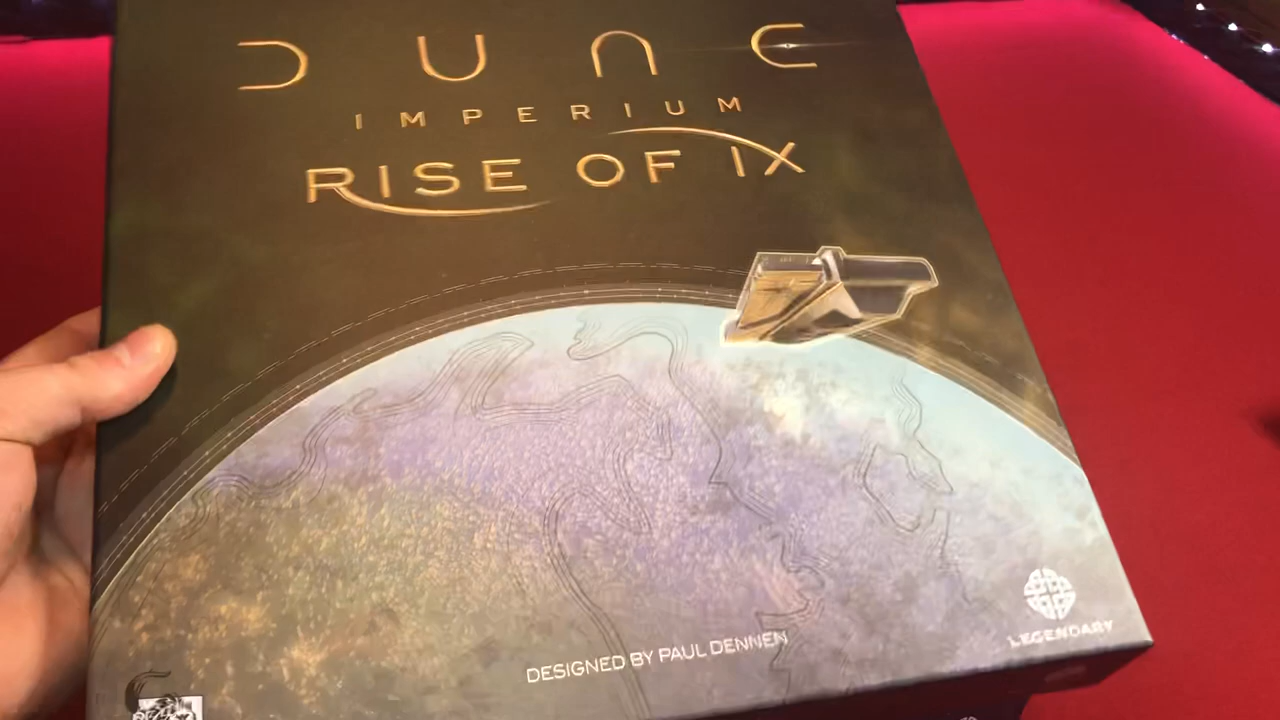 DUNE
IMPERIUM
RISE OF IX
DESIGNED BY PAUL DENNEN
LEGENDARY